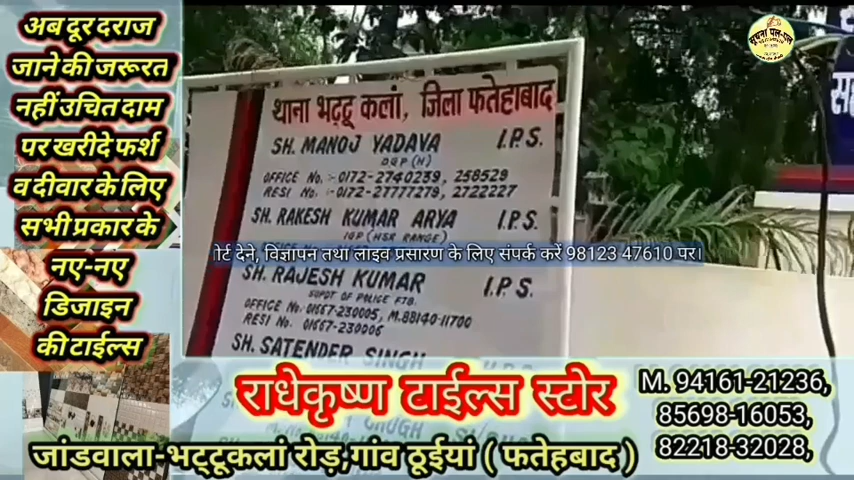 अब दूर दराज
जाने की जरूरत
नहीं उचित दाम
पर खरीदे फर्श
व दीवार के लिए
सभी प्रकार के
नए-नए
डिजाइन
की टाईल्स
सूचना पल-पल
थाना भट्टू कलां, जिला फतेहाबाद
SH. MANOJ YADAVA I.P.S.
DGP (H)
OFFICE No. :- 0172-2740239, 258529
RESI No. :- 0172-27777279, 2722227
SH. RAKESH KUMAR ARYA I.P.S.
IGP (HSR RANGE)
ोर्ट देने, विज्ञापन तथा लाइव प्रसारण के लिए संपर्क करें 98123 47610 पर।
SH. RAJESH KUMAR I.P.S.
SUPDT OF POLICE FTB.
OFFICE No. 01667-230005, M.88140-11700
RESI No. 01667-230006
SH. SATENDER SINGH
राधेकृष्ण टाईल्स स्टोर
M. 94161-21236,
85698-16053,
82218-32028,
जांडवाला-भट्टूकलां रोड़,गांव ठूईयां ( फतेहबाद )